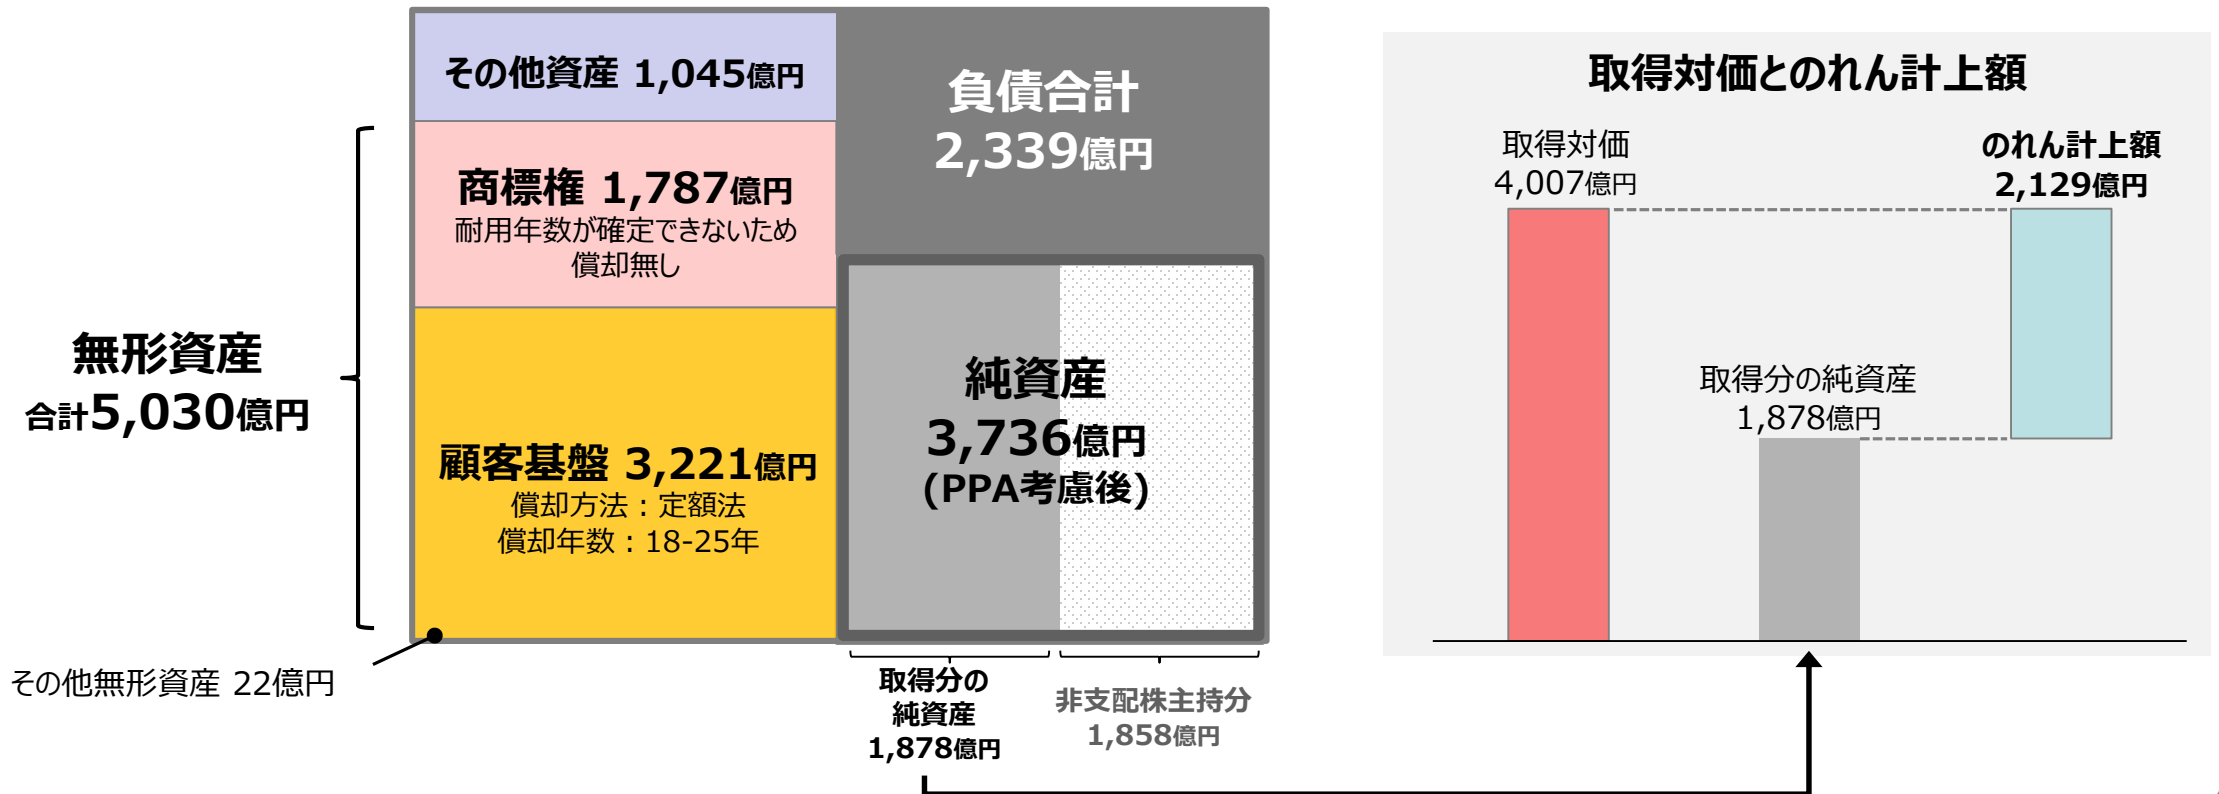 その他資産 1,045億円
商標権 1,787億円
耐用年数が確定できないため
償却無し
無形資産
合計5,030億円
顧客基盤 3,221億円
償却方法：定額法
償却年数：18-25年
その他無形資産 22億円
負債合計
2,339億円
純資産
3,736億円
(PPA考慮後)
取得分の
純資産
1,878億円
非支配株主持分
1,858億円
取得対価とのれん計上額
取得対価
4,007億円
のれん計上額
2,129億円
取得分の純資産
1,878億円